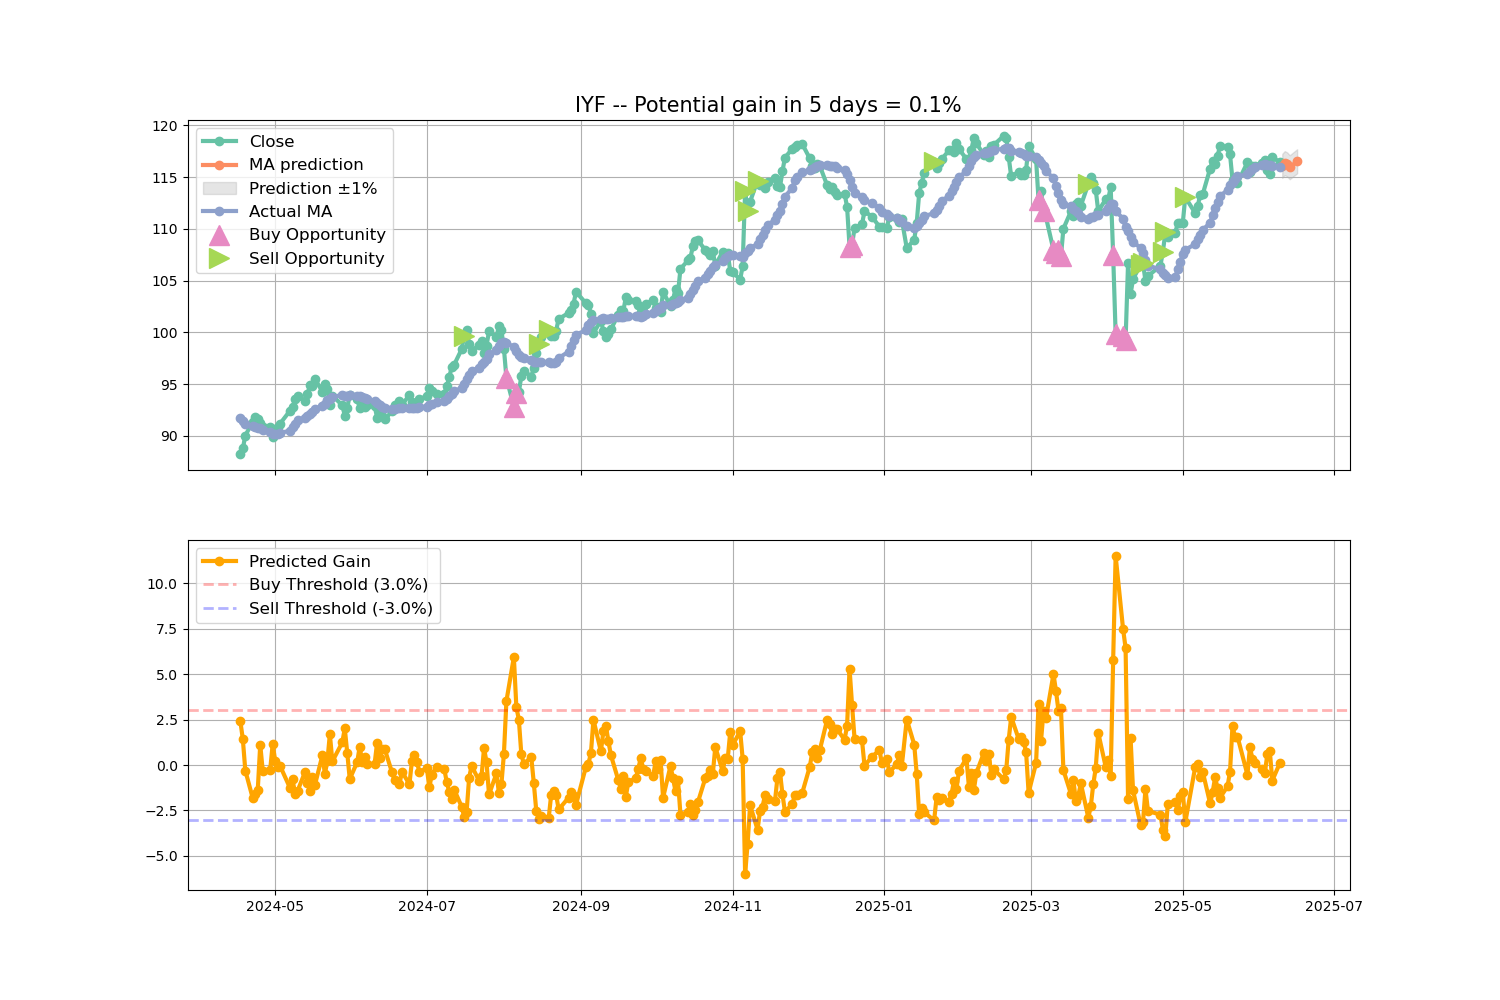 IYF -- Potential gain in 5 days = 0.1%
120
115
110
105
100
95
90
Close
MA prediction
Prediction ±1%
Actual MA
Buy Opportunity
Sell Opportunity
10.0
7.5
5.0
2.5
0.0
−2.5
−5.0
Predicted Gain
Buy Threshold (3.0%)
Sell Threshold (-3.0%)
2024-05
2024-07
2024-09
2024-11
2025-01
2025-03
2025-05
2025-07